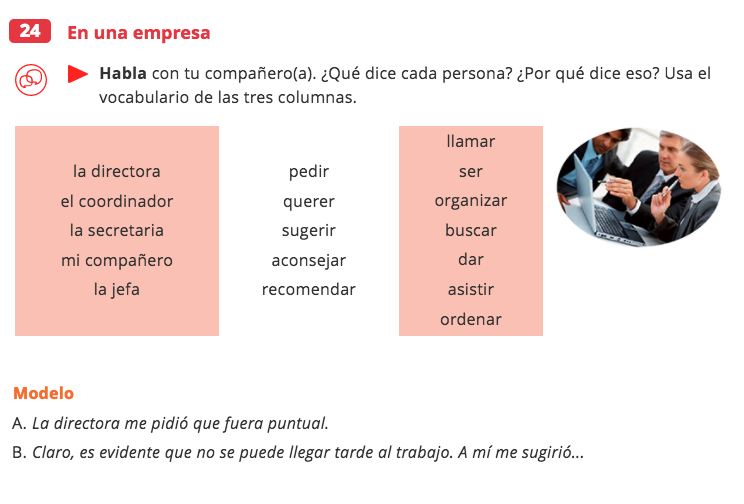 24 En una empresa
Habla con tu compañero(a). ¿Qué dice cada persona? ¿Por qué dice eso? Usa el
vocabulario de las tres columnas.
la directora
el coordinador
la secretaria
mi compañero
la jefa
pedir
querer
sugerir
aconsejar
recomendar
llamar
ser
organizar
buscar
dar
asistir
ordenar
Modelo
A. La directora me pidió que fuera puntual.
B. Claro, es evidente que no se puede llegar tarde al trabajo. A mí me sugirió...